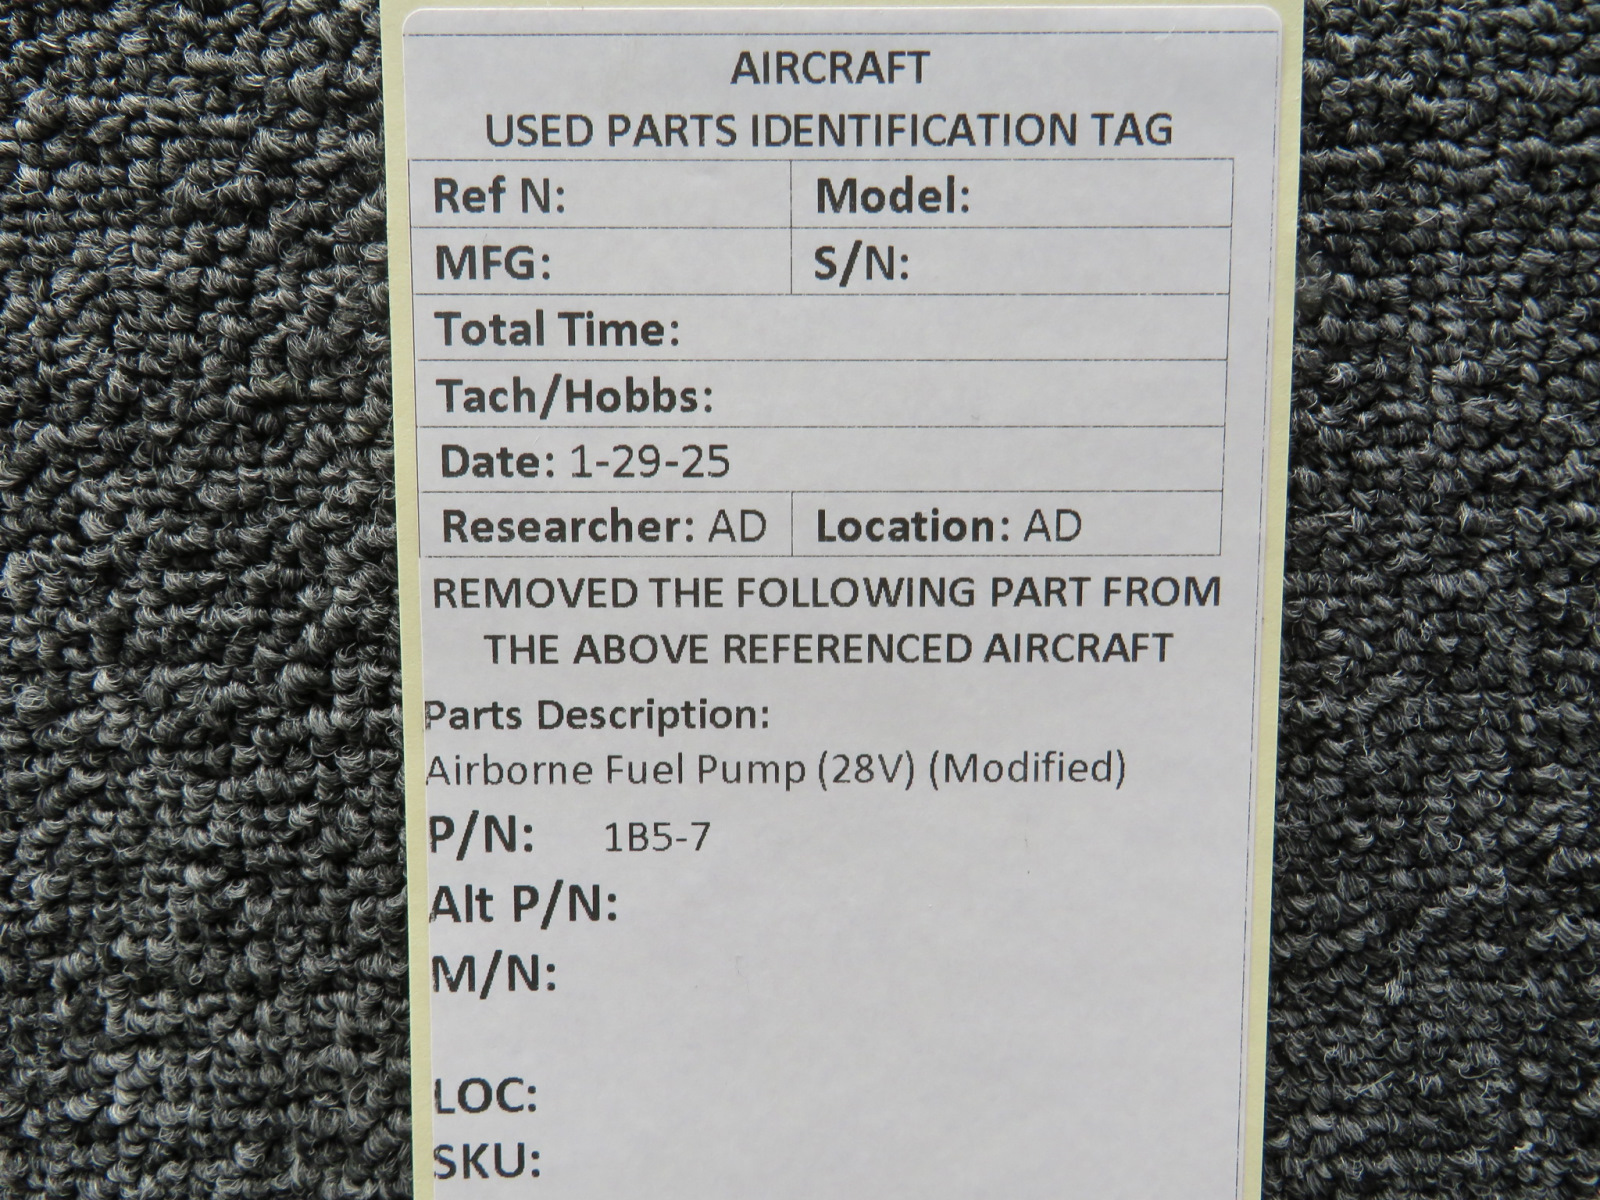 AIRCRAFT
USED PARTS IDENTIFICATION TAG
Ref N: Model:
MFG: S/N:
Total Time:
Tach/Hobbs:
Date: 1-29-25
Researcher: AD Location: AD
REMOVED THE FOLLOWING PART FROM
THE ABOVE REFERENCED AIRCRAFT
Parts Description:
Airborne Fuel Pump (28V) (Modified)
P/N: 1B5-7
Alt P/N:
M/N:
LOC:
SKU: